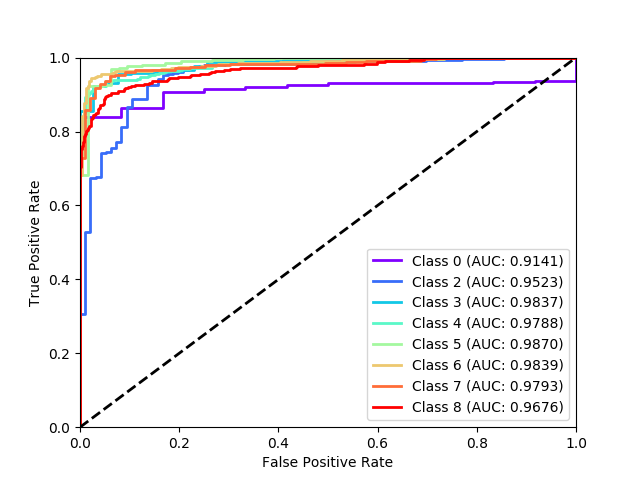 1.0
0.8
0.6
0.4
0.2
0.0
True Positive Rate
0.0 0.2 0.4 0.6 0.8 1.0
False Positive Rate
Class 0 (AUC: 0.9141)
Class 2 (AUC: 0.9523)
Class 3 (AUC: 0.9837)
Class 4 (AUC: 0.9788)
Class 5 (AUC: 0.9870)
Class 6 (AUC: 0.9839)
Class 7 (AUC: 0.9793)
Class 8 (AUC: 0.9676)